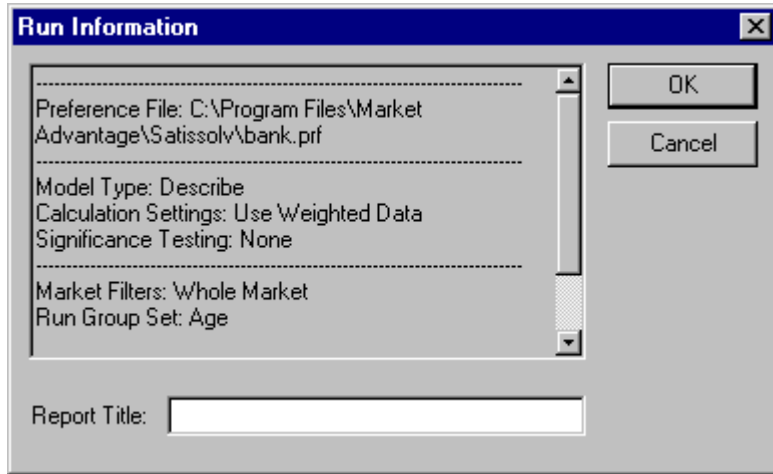 Run Information
Preference File: C:\Program Files\Market
Advantage\Satissolv\bank.prf
Model Type: Describe
Calculation Settings: Use Weighted Data
Significance Testing: None
Market Filters: Whole Market
Run Group Set: Age
OK
Cancel
Report Title: